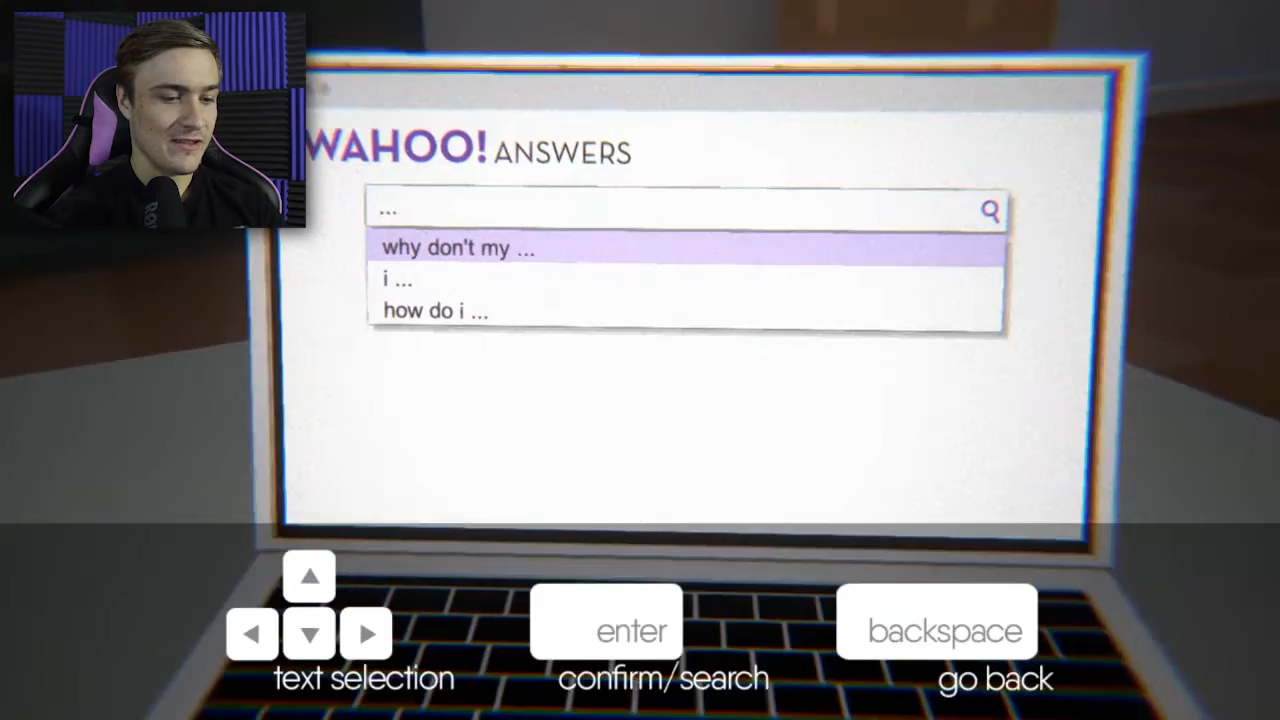 WAHOO! ANSWERS
...
why don't my ...
i ...
how do i ...
enter
backspace
text selection
confirm/search
go back